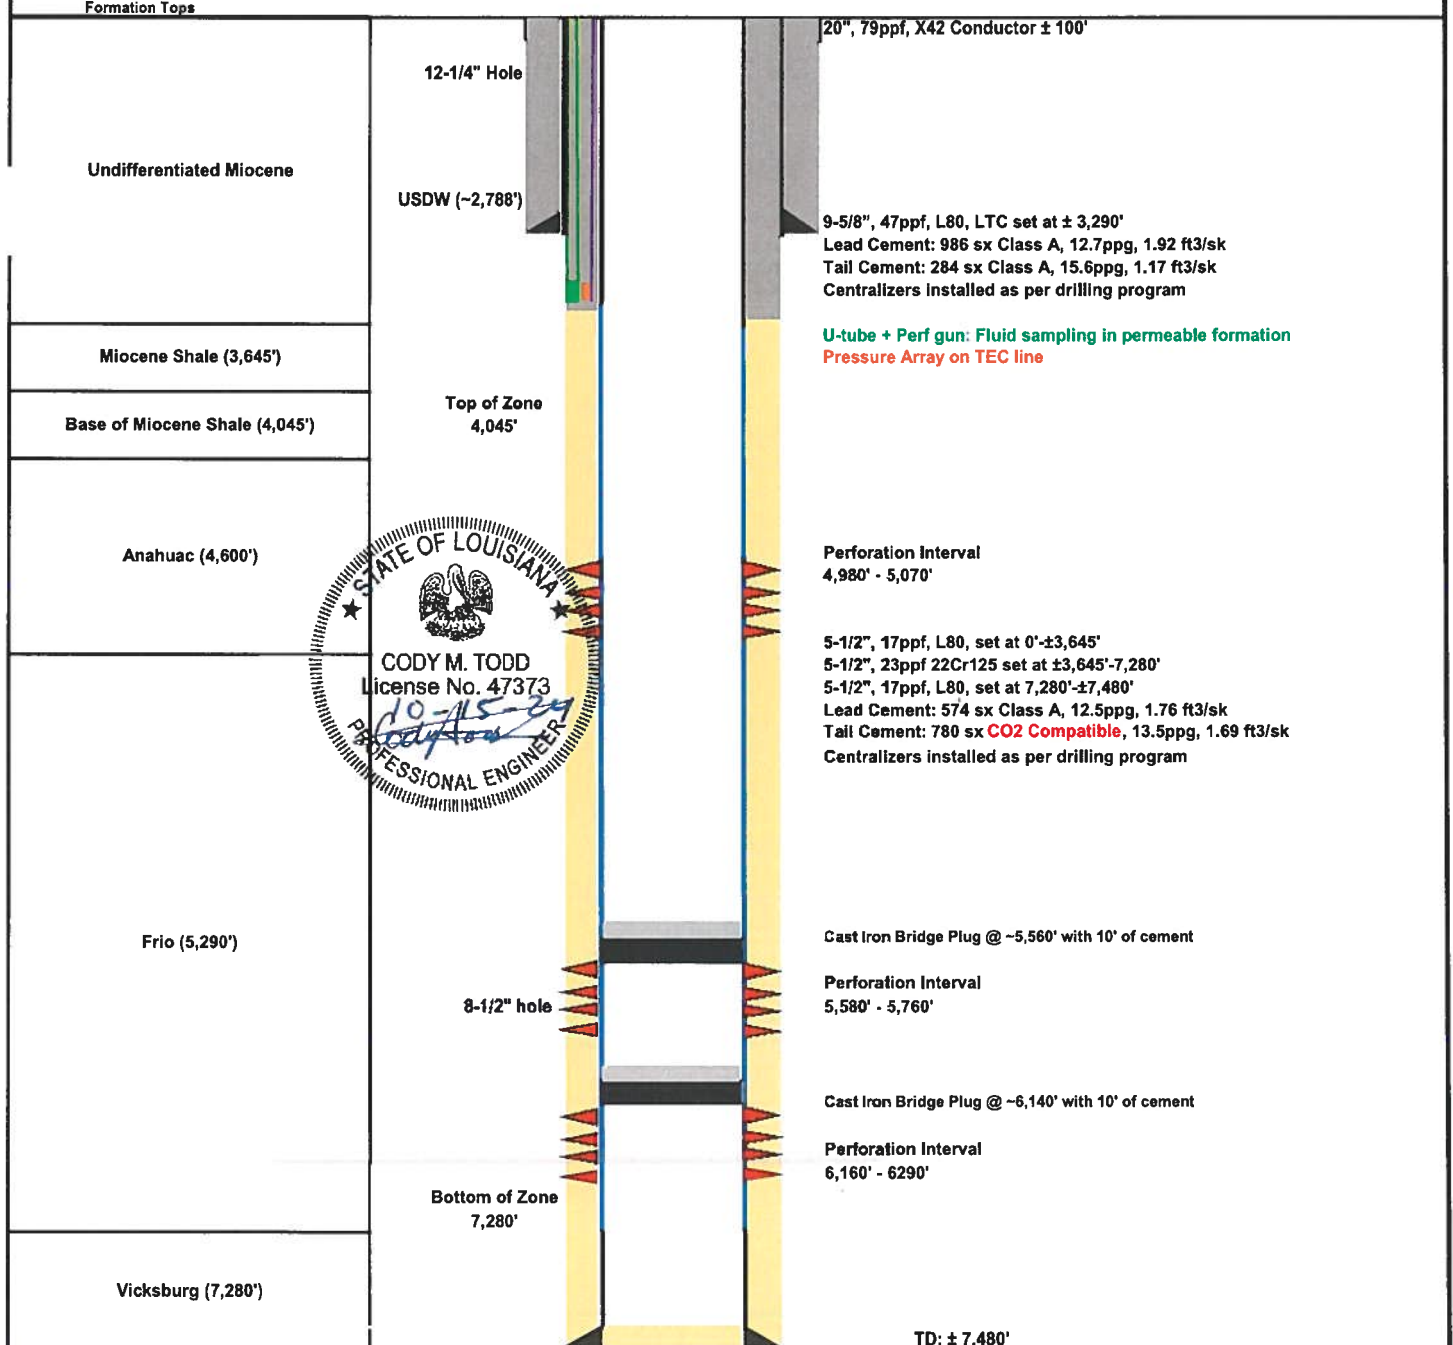 Formation Tops
20", 79ppf, X42 Conductor ± 100'
12-1/4" Hole
Undifferentiated Miocene
USDW (~2,788')
9-5/8", 47ppf, L80, LTC set at ± 3,290'
Lead Cement: 986 sx Class A, 12.7ppg, 1.92 ft3/sk
Tail Cement: 284 sx Class A, 15.6ppg, 1.17 ft3/sk
Centralizers installed as per drilling program
U-tube + Perf gun: Fluid sampling in permeable formation
Pressure Array on TEC line
Miocene Shale (3,645')
Top of Zone
4,045'
Base of Miocene Shale (4,045')
Anahuac (4,600')
Perforation Interval
4,980' - 5,070'
STATE OF LOUISIANA
CODY M. TODD
License No. 47373
10-15-24
PROFESSIONAL ENGINEER
5-1/2", 17ppf, L80, set at 0'-±3,645'
5-1/2", 23ppf 22Cr125 set at ±3,645'-7,280'
5-1/2", 17ppf, L80, set at 7,280'-±7,480'
Lead Cement: 574 sx Class A, 12.5ppg, 1.76 ft3/sk
Tail Cement: 780 sx CO2 Compatible, 13.5ppg, 1.69 ft3/sk
Centralizers installed as per drilling program
Frio (5,290')
Cast Iron Bridge Plug @ ~5,560' with 10' of cement
Perforation Interval
5,580' - 5,760'
8-1/2" hole
Cast Iron Bridge Plug @ ~6,140' with 10' of cement
Perforation Interval
6,160' - 6290'
Bottom of Zone
7,280'
Vicksburg (7,280')
TD: ± 7,480'